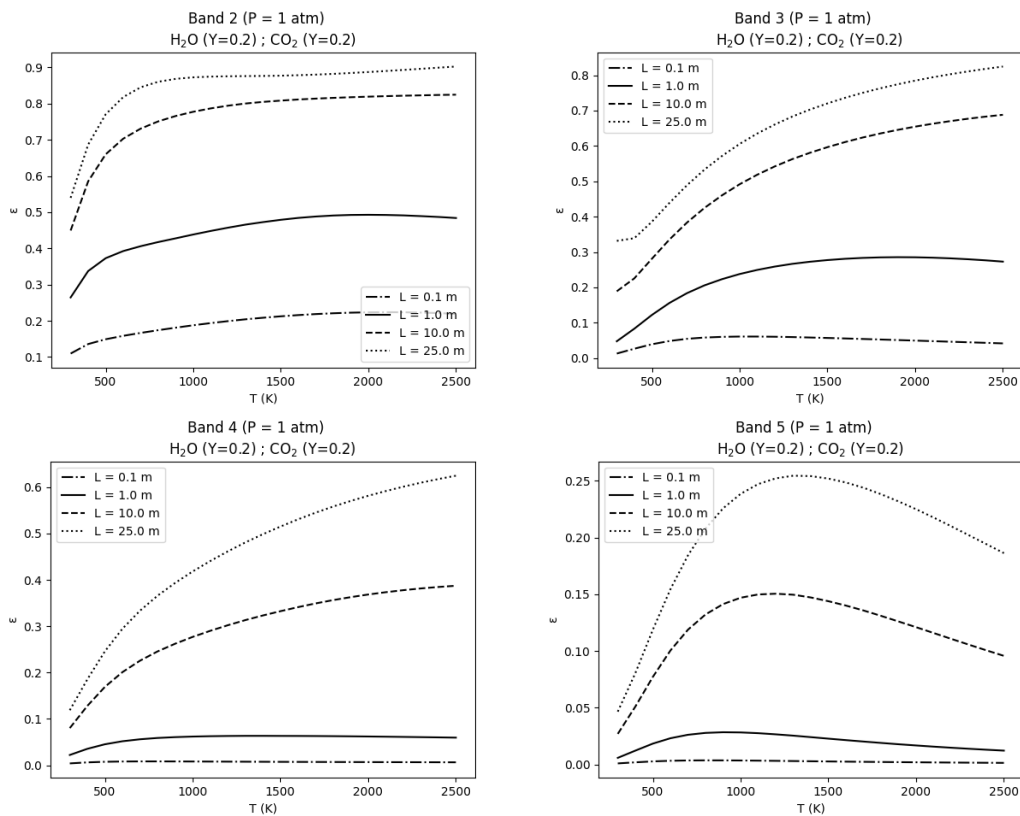 Band 2 (P = 1 atm)
H₂O (Y=0.2) ; CO₂ (Y=0.2)
0.9
0.8
0.7
0.6
0.5
0.4
0.3
0.2
0.1
ε
L = 0.1 m
L = 1.0 m
L = 10.0 m
L = 25.0 m
500
1000
1500
2000
2500
T (K)
Band 3 (P = 1 atm)
H₂O (Y=0.2) ; CO₂ (Y=0.2)
L = 0.1 m
L = 1.0 m
L = 10.0 m
L = 25.0 m
0.8
0.7
0.6
0.5
0.4
0.3
0.2
0.1
0.0
ε
500
1000
1500
2000
2500
T (K)
Band 4 (P = 1 atm)
H₂O (Y=0.2) ; CO₂ (Y=0.2)
L = 0.1 m
L = 1.0 m
L = 10.0 m
L = 25.0 m
0.6
0.5
0.4
0.3
0.2
0.1
0.0
ε
500
1000
1500
2000
2500
T (K)
Band 5 (P = 1 atm)
H₂O (Y=0.2) ; CO₂ (Y=0.2)
L = 0.1 m
L = 1.0 m
L = 10.0 m
L = 25.0 m
0.25
0.20
0.15
0.10
0.05
0.00
ε
500
1000
1500
2000
2500
T (K)